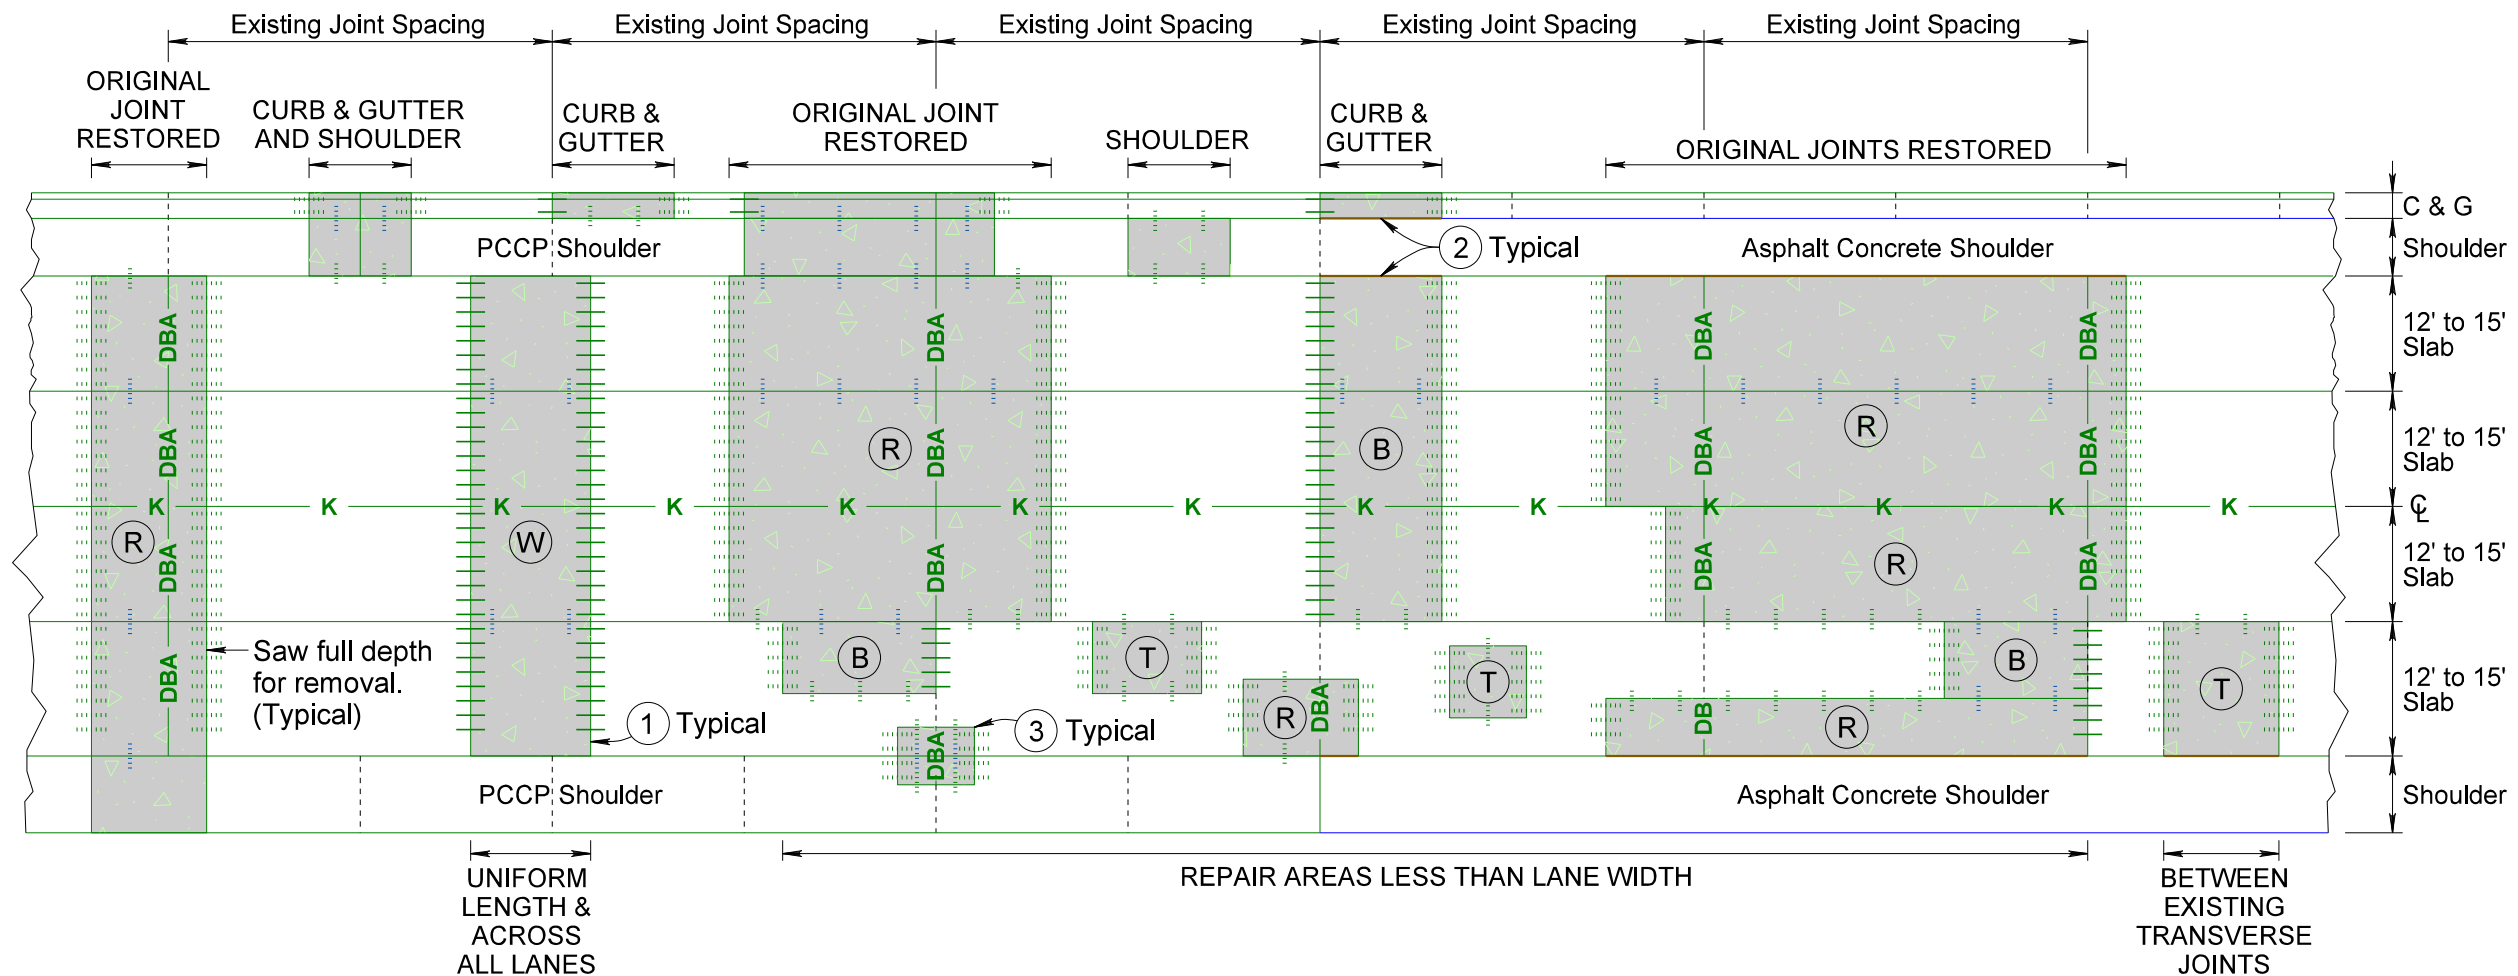 Existing Joint Spacing
Existing Joint Spacing
Existing Joint Spacing
Existing Joint Spacing
Existing Joint Spacing
ORIGINAL
JOINT
RESTORED
CURB & GUTTER
AND SHOULDER
CURB &
GUTTER
ORIGINAL JOINT
RESTORED
SHOULDER
CURB &
GUTTER
ORIGINAL JOINTS RESTORED
C & G
PCCP Shoulder
2 Typical
Asphalt Concrete Shoulder
Shoulder
DBA
DBA
DBA
DBA
12' to 15'
Slab
DBA
R
DBA
B
DBA
R
DBA
12' to 15'
Slab
K
K
K
K
K
K
K
K
K
K
K
K
K
℄
R
DBA
W
DBA
DBA
R
DBA
12' to 15'
Slab
Saw full depth
for removal.
(Typical)
DBA
B
T
R
DBA
T
B
T
12' to 15'
Slab
1 Typical
DBA
3 Typical
DB
R
PCCP Shoulder
Asphalt Concrete Shoulder
Shoulder
UNIFORM
LENGTH &
ACROSS
ALL LANES
REPAIR AREAS LESS THAN LANE WIDTH
BETWEEN
EXISTING
TRANSVERSE
JOINTS